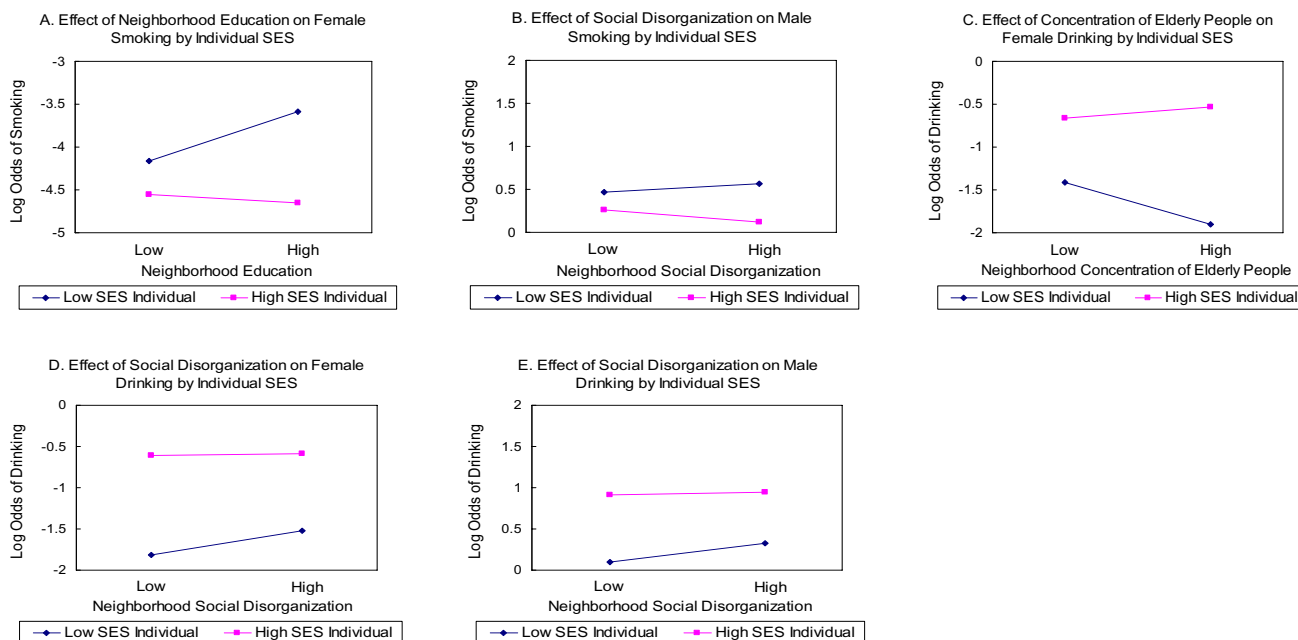 A. Effect of Neighborhood Education on Female
Smoking by Individual SES
-3
-3.5
-4
-4.5
-5
Log Odds of Smoking
Low High
Neighborhood Education
Low SES Individual High SES Individual
B. Effect of Social Disorganization on Male
Smoking by Individual SES
2
1.5
1
0.5
0
Log Odds of Smoking
Low High
Neighborhood Social Disorganization
Low SES Individual High SES Individual
C. Effect of Concentration of Elderly People on
Female Drinking by Individual SES
0
-0.5
-1
-1.5
-2
Log Odds of Drinking
Low High
Neighborhood Concentration of Elderly People
Low SES Individual High SES Individual
D. Effect of Social Disorganization on Female
Drinking by Individual SES
0
-0.5
-1
-1.5
-2
Log Odds of Drinking
Low High
Neighborhood Social Disorganization
Low SES Individual High SES Individual
E. Effect of Social Disorganization on Male
Drinking by Individual SES
2
1.5
1
0.5
0
Log Odds of Drinking
Low High
Neighborhood Social Disorganization
Low SES Individual High SES Individual